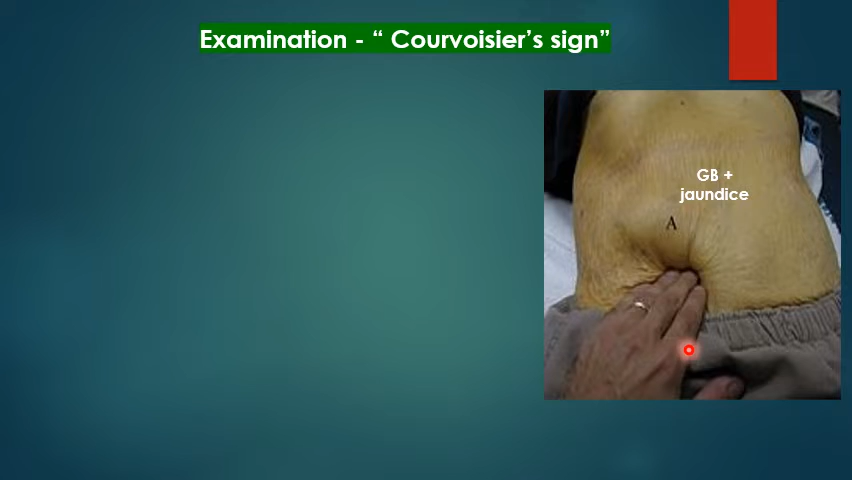 Examination - “ Courvoisier’s sign”
GB +
jaundice
A